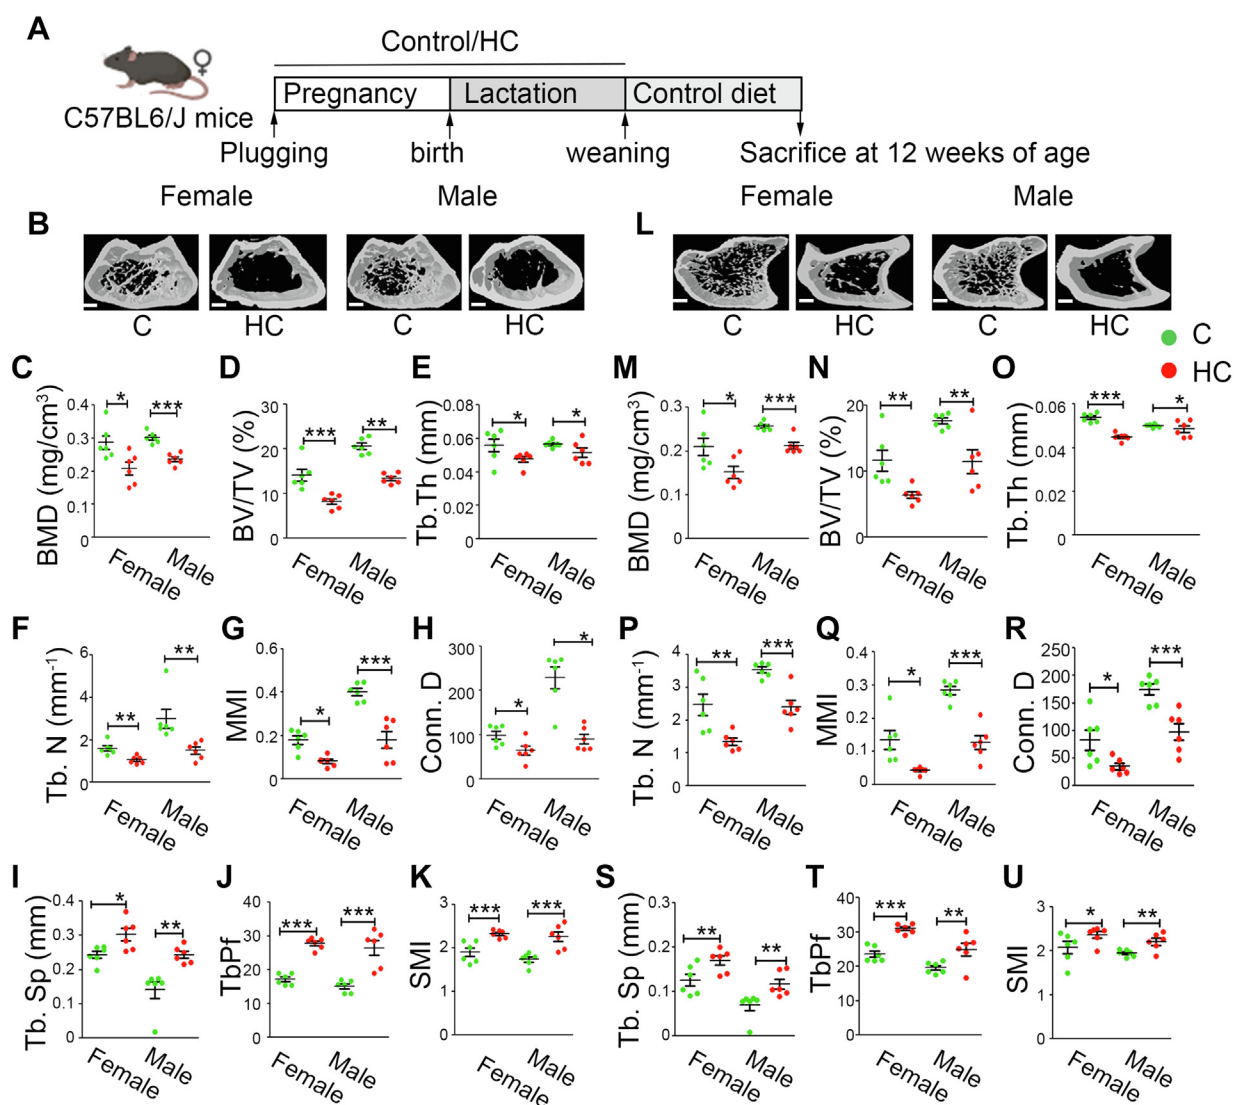 A
Control/HC
Pregnancy Lactation Control diet
C57BL6/J mice
Plugging birth weaning Sacrifice at 12 weeks of age
Female Male Female Male
B L
C HC C HC C HC C HC
C
HC
C D E M N O
* *** *** ** * * * *** ** ** *** *
BMD (mg/cm3)
0.4
0.3
0.2
0.1
0
Female Male
BV/TV (%)
30
20
10
0
Female Male
Tb.Th (mm)
0.08
0.06
0.04
0.02
0
Female Male
BMD (mg/cm3)
0.3
0.2
0.1
0
Female Male
BV/TV (%)
20
10
0
Female Male
Tb.Th (mm)
0.06
0.04
0.02
0
Female Male
F G H P Q R
** ** * *** * * ** *** * *** * ***
Tb. N (mm-1)
6
4
2
0
Female Male
MMI
0.6
0.4
0.2
0
Female Male
Conn. D
300
200
100
0
Female Male
Tb. N (mm-1)
4
3
2
1
0
Female Male
MMI
0.4
0.3
0.2
0.1
0
Female Male
Conn. D
250
200
150
100
50
0
Female Male
I J K S T U
* ** *** *** *** *** ** ** *** ** * **
Tb. Sp (mm)
0.4
0.3
0.2
0.1
0
Female Male
TbPf
40
30
20
10
0
Female Male
SMI
3
2
1
0
Female Male
Tb. Sp (mm)
0.3
0.2
0.1
0
Female Male
TbPf
40
30
20
10
0
Female Male
SMI
3
2
1
0
Female Male